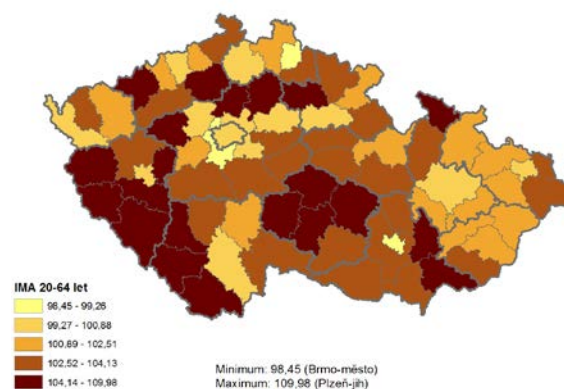 IMA 20-64 let
98,45 - 99,26
99,27 - 100,88
100,89 - 102,51
102,52 - 104,13
104,14 - 109,98
Minimum: 98,45 (Brno-město)
Maximum: 109,98 (Plzeň-jih)